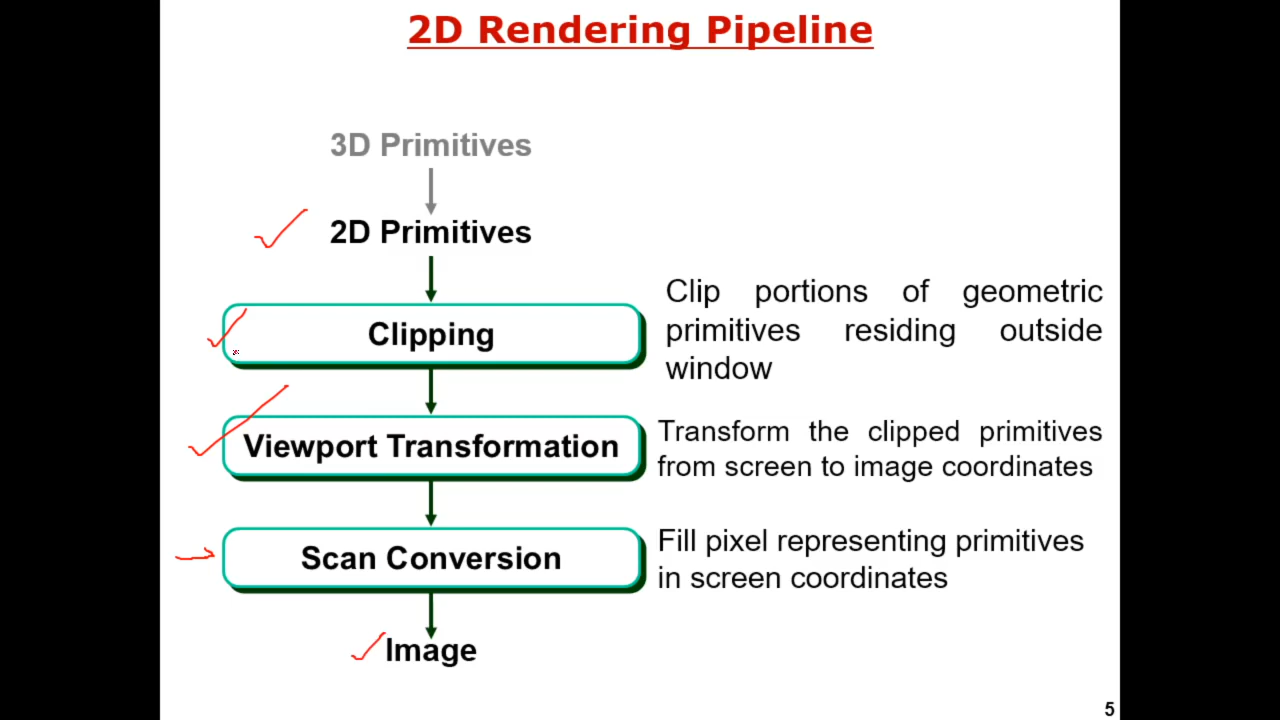 2D Rendering Pipeline
3D Primitives
2D Primitives
Clipping
Clip portions of geometric
primitives residing outside
window
Viewport Transformation
Transform the clipped primitives
from screen to image coordinates
Scan Conversion
Fill pixel representing primitives
in screen coordinates
Image
5